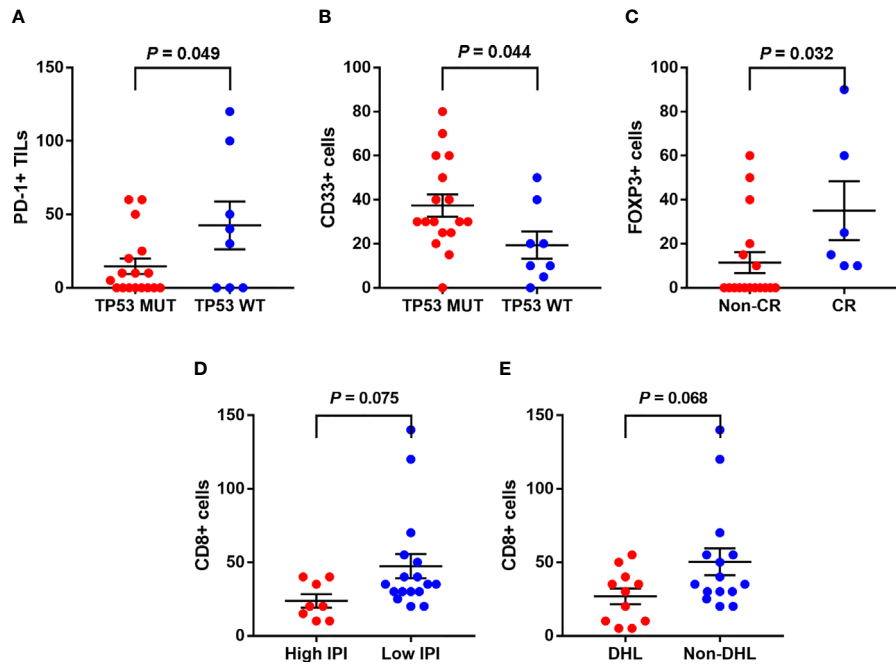 A
P = 0.049
PD-1+ TILs
150
100
50
0
TP53 MUT TP53 WT
B
P = 0.044
CD33+ cells
100
80
60
40
20
0
TP53 MUT TP53 WT
C
P = 0.032
FOXP3+ cells
100
80
60
40
20
0
Non-CR CR
D
P = 0.075
CD8+ cells
150
100
50
0
High IPI Low IPI
E
P = 0.068
CD8+ cells
150
100
50
0
DHL Non-DHL